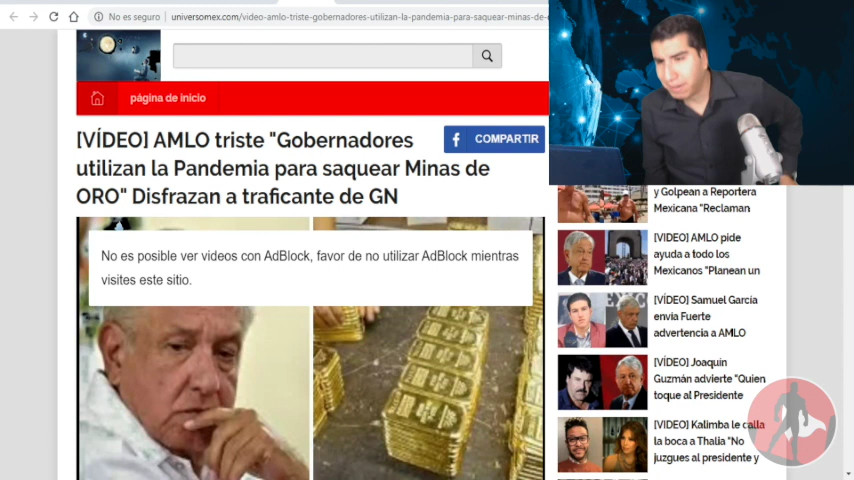 No es seguro | universomex.com/video-amlo-triste-gobernadores-utilizan-la-pandemia-para-saquear-minas-de-
página de inicio
[VÍDEO] AMLO triste "Gobernadores
utilizan la Pandemia para saquear Minas de
ORO" Disfrazan a traficante de GN
f COMPARTIR
No es posible ver videos con AdBlock, favor de no utilizar AdBlock mientras
visites este sitio.
y Golpean a Reportera
Mexicana "Reclaman
[VIDEO] AMLO pide
ayuda a todo los
Mexicanos "Planean un
[VÍDEO] Samuel García
envía Fuerte
advertencia a AMLO
[VÍDEO] Joaquín
Guzmán advierte "Quien
toque al Presidente
[VIDEO] Kalimba le calla
la boca a Thalia "No
juzgues al presidente y